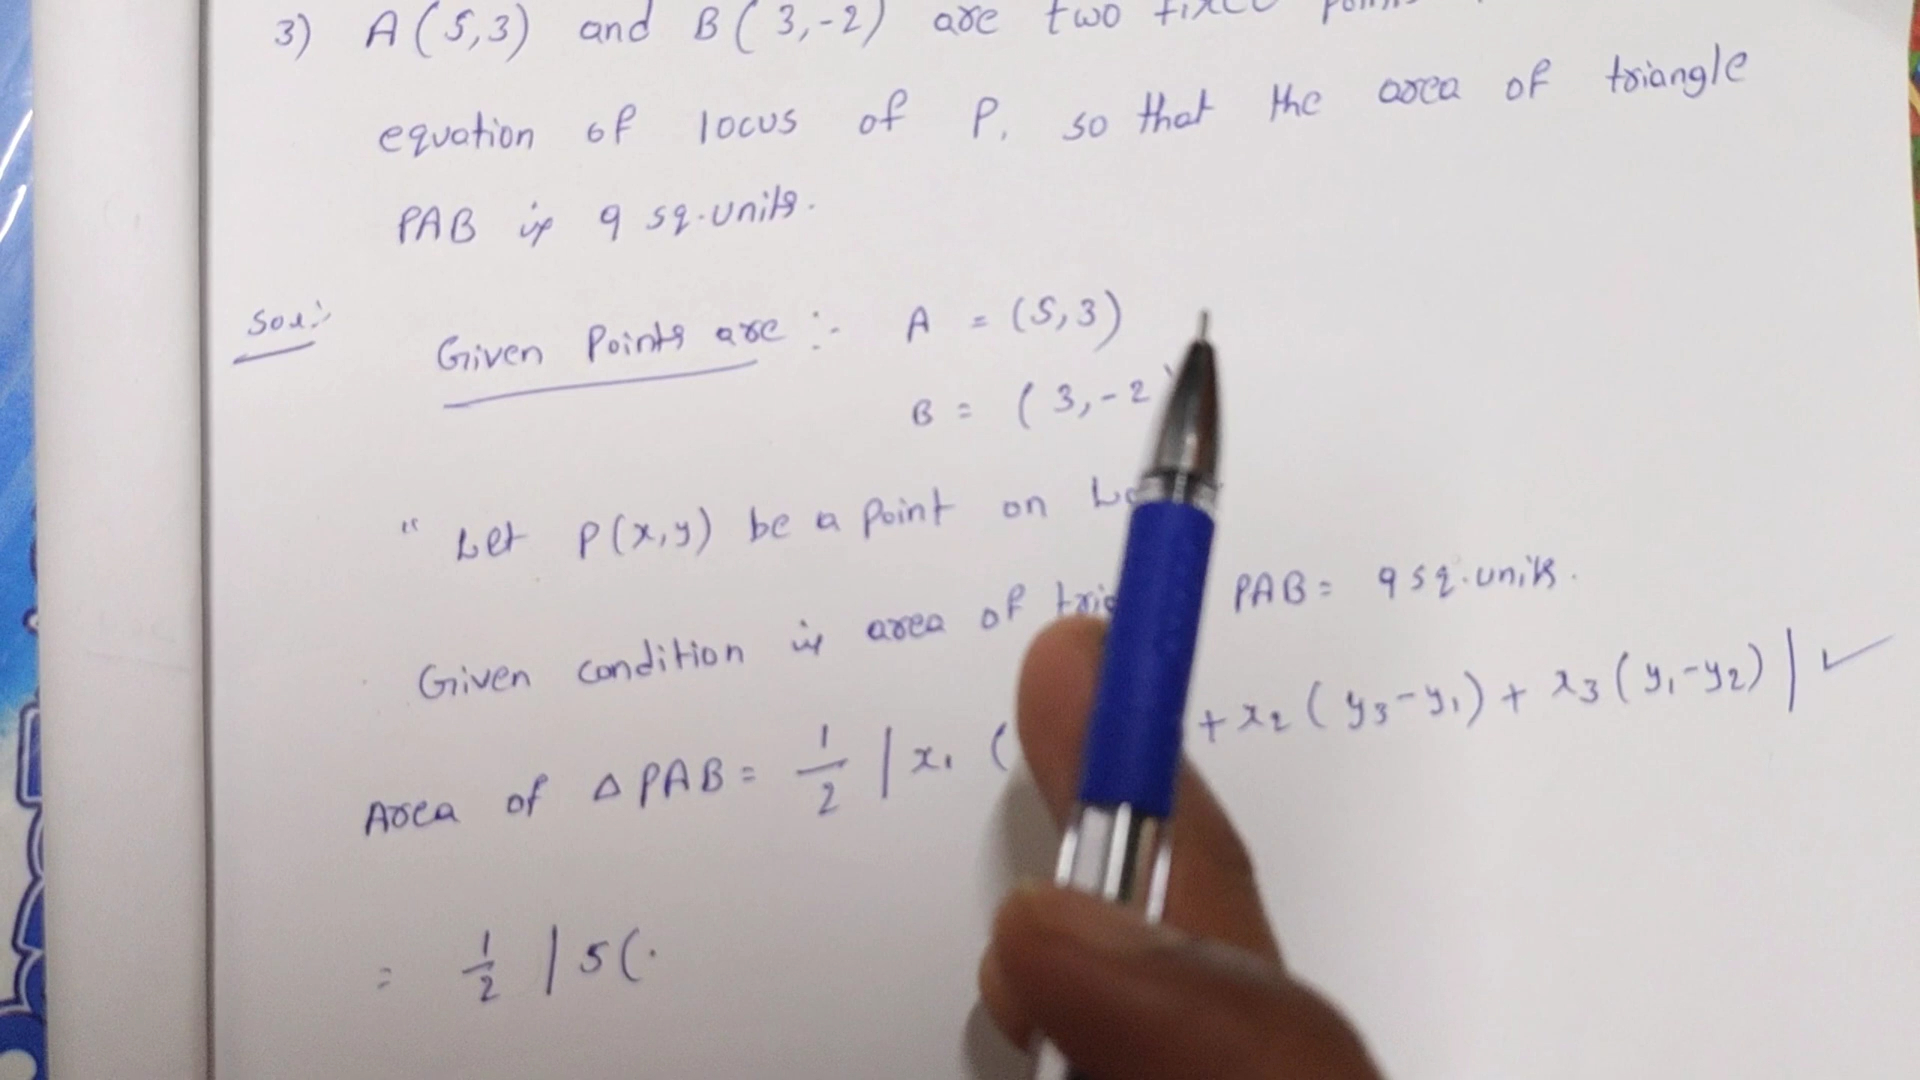 3) A(5,3) and B(3,-2) are two fixed
equation of locus of P, so that the area of triangle
PAB is 9 sq.units.
Sol:-
Given Points are :- A = (5,3)
B = (3,-2)
" Let P(x,y) be a point on
Given condition is area of PAB = 9 sq.units.
Area of △PAB = 1/2 | x₁ ( + x₂ ( y₃-y₁) + x₃ ( y₁-y₂) | ✓
= 1/2 | 5(.